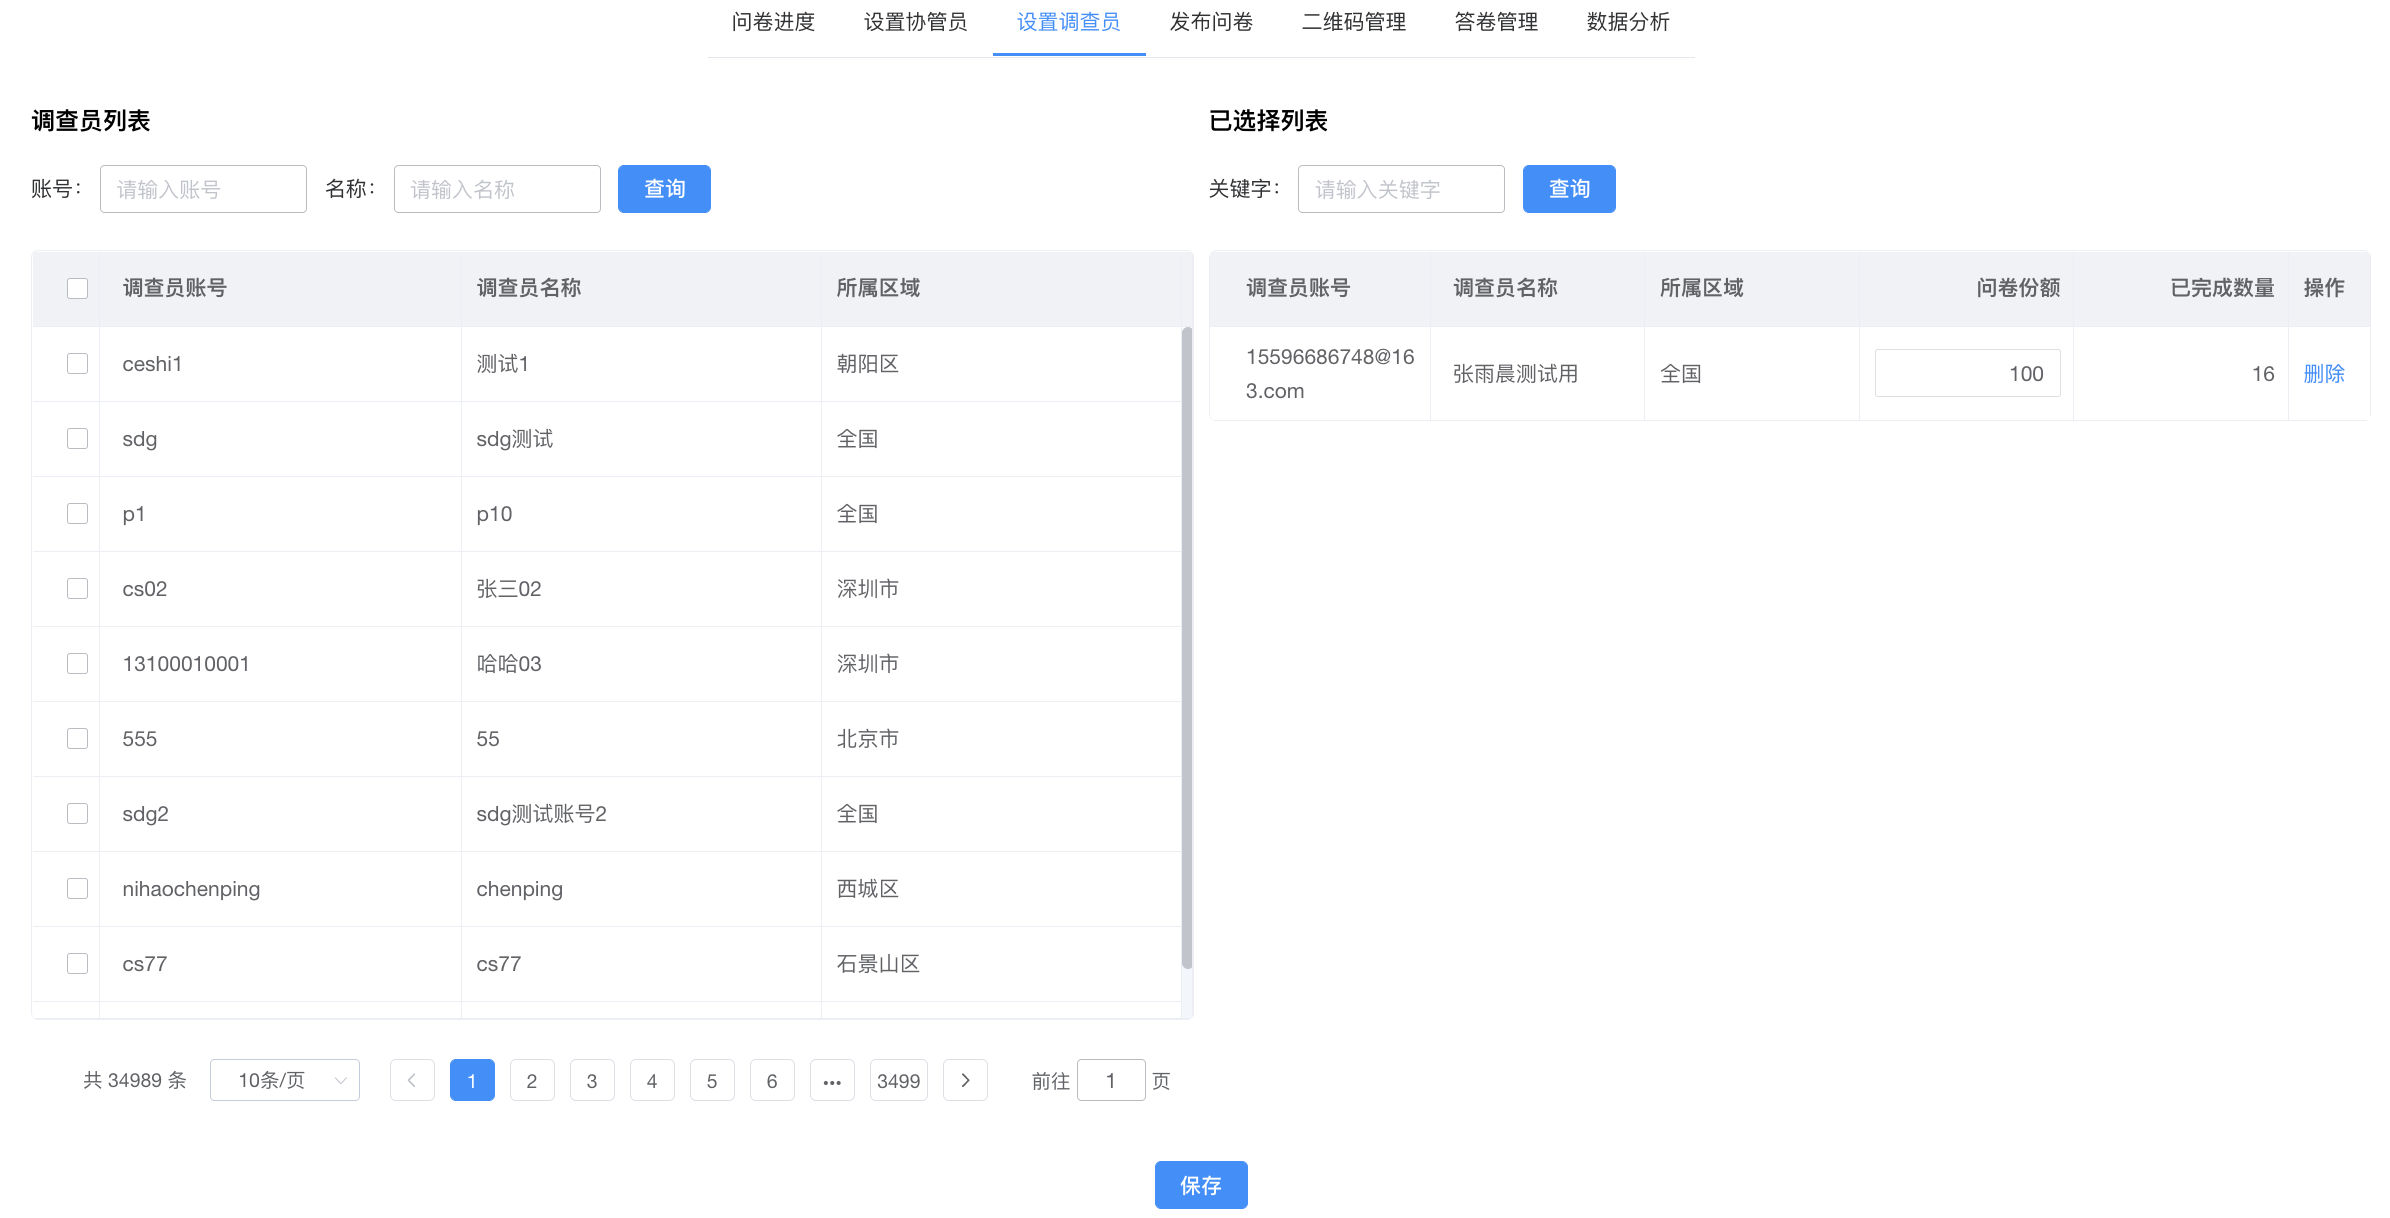 问卷进度 设置协管员 设置调查员 发布问卷 二维码管理 答卷管理 数据分析
调查员列表
账号: 请输入账号 名称: 请输入名称 查询
调查员账号 调查员名称 所属区域
ceshi1 测试1 朝阳区
sdg sdg测试 全国
p1 p10 全国
cs02 张三02 深圳市
13100010001 哈哈03 深圳市
555 55 北京市
sdg2 sdg测试账号2 全国
nihaochenping chenping 西城区
cs77 cs77 石景山区
共 34989 条 10条/页 1 2 3 4 5 6 ••• 3499 前往 1 页
已选择列表
关键字: 请输入关键字 查询
调查员账号 调查员名称 所属区域 问卷份额 已完成数量 操作
15596686748@16
3.com 张雨晨测试用 全国 100 16 删除
保存